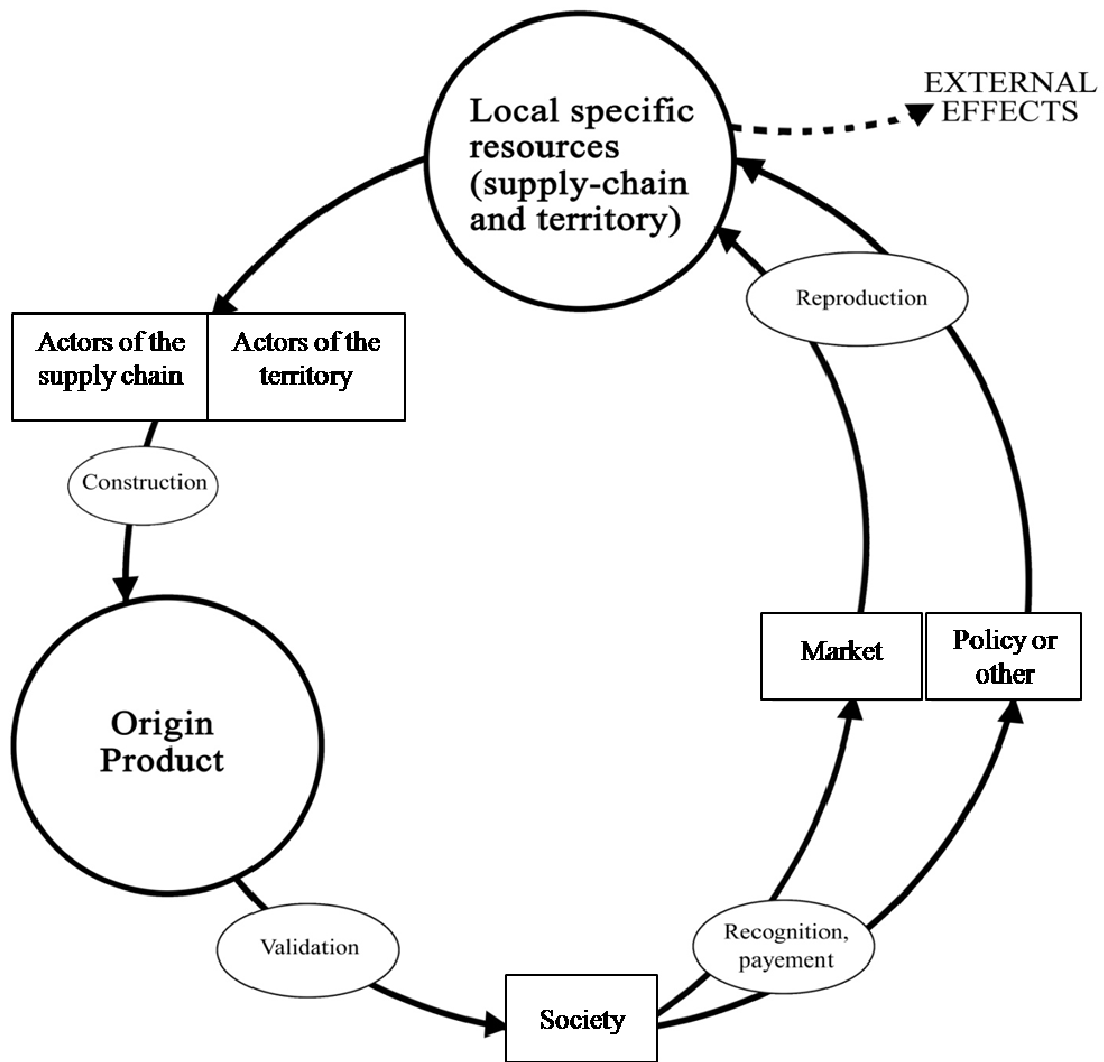 EXTERNAL
EFFECTS
Local specific
resources
(supply-chain
and territory)
Reproduction
Actors of the
supply chain
Actors of the
territory
Construction
Market
Policy or
other
Origin
Product
Validation
Recognition,
payement
Society